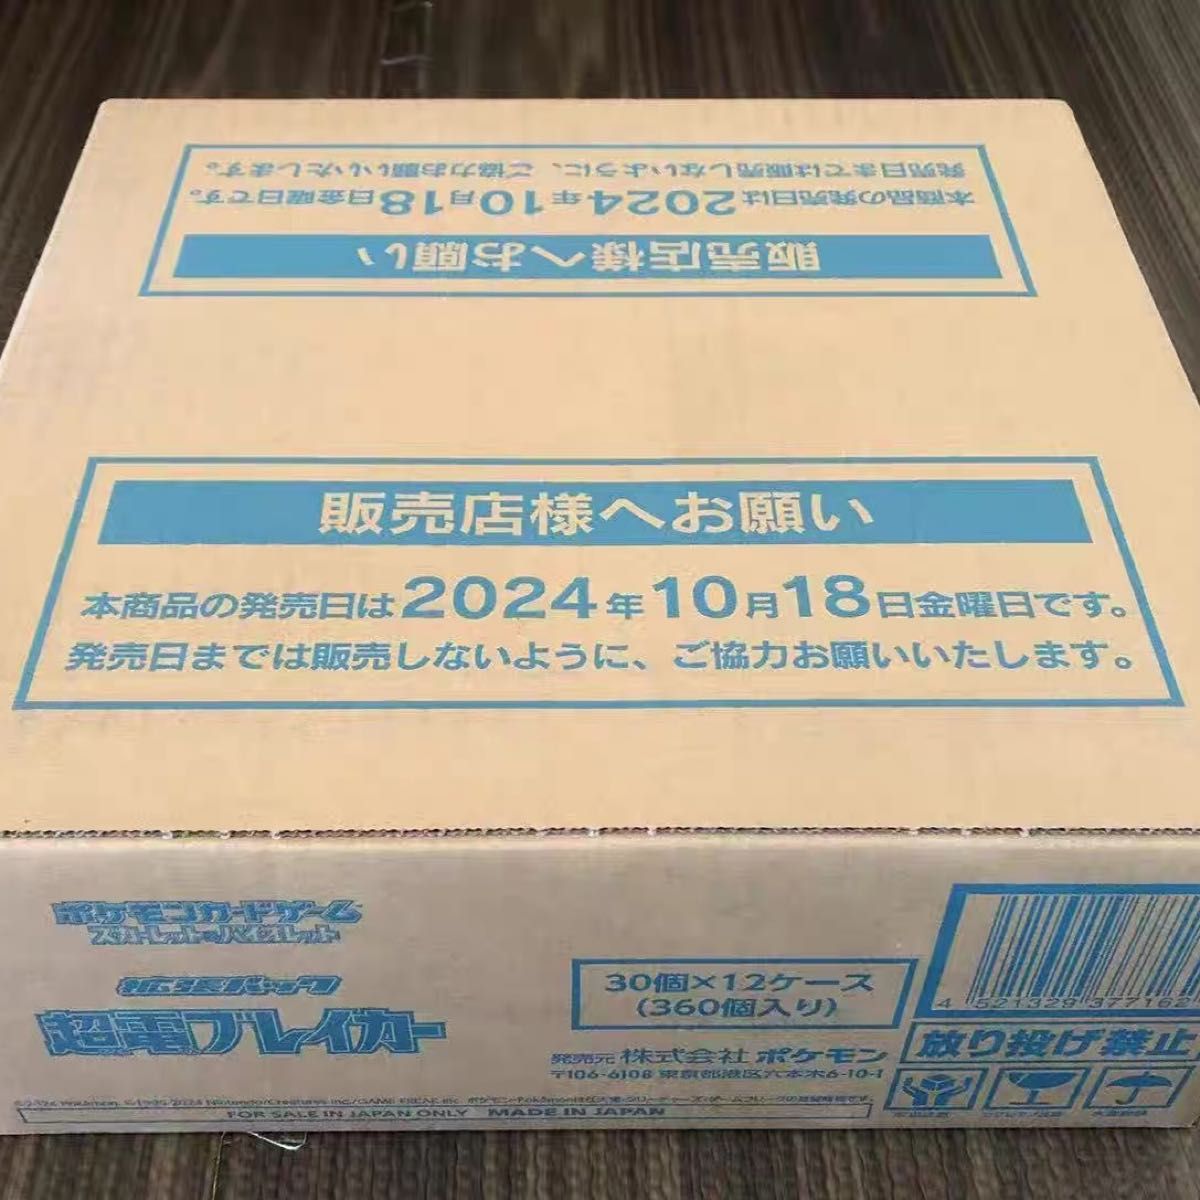 本商品の発売日は2024年10月18日金曜日です。
発売日までは販売しないように、ご協力お願いいたします。
販売店様へお願い
販売店様へお願い
本商品の発売日は2024年10月18日金曜日です。
発売日までは販売しないように、ご協力お願いいたします。
ポケモンカードゲーム
スカーレット&バイオレット
拡張パック
超電ブレイカー
30個×12ケース
(360個入り)
発売元 株式会社 ポケモン
〒106-6108 東京都港区六本木6-10-1
4 521329 377162
放り投げ禁止
FOR SALE IN JAPAN ONLY MADE IN JAPAN